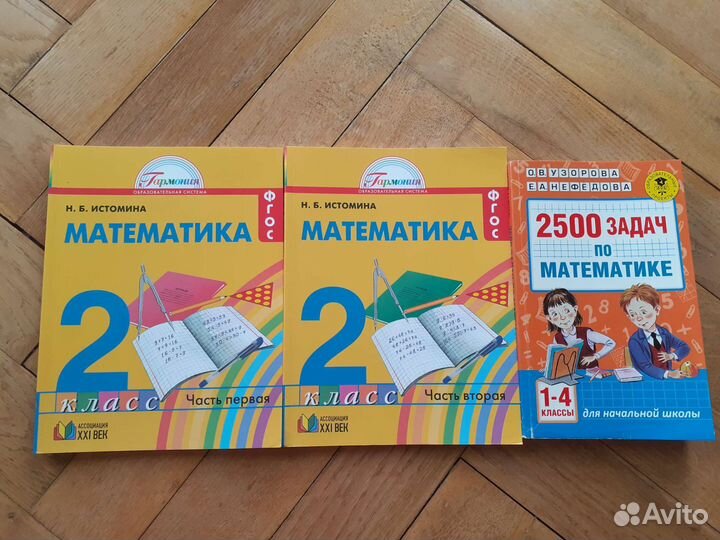 Гармония
ОБРАЗОВАТЕЛЬНАЯ СИСТЕМА
ФГОС
Н. Б. ИСТОМИНА
МАТЕМАТИКА
2
класс
Часть первая
АССОЦИАЦИЯ
XXI ВЕК
Гармония
ОБРАЗОВАТЕЛЬНАЯ СИСТЕМА
ФГОС
Н. Б. ИСТОМИНА
МАТЕМАТИКА
2
класс
Часть вторая
АССОЦИАЦИЯ
XXI ВЕК
О.В.УЗОРОВА
Е.А.НЕФЕДОВА
2500 ЗАДАЧ
ПО
МАТЕМАТИКЕ
1-4
КЛАССЫ
для начальной школы
Avito